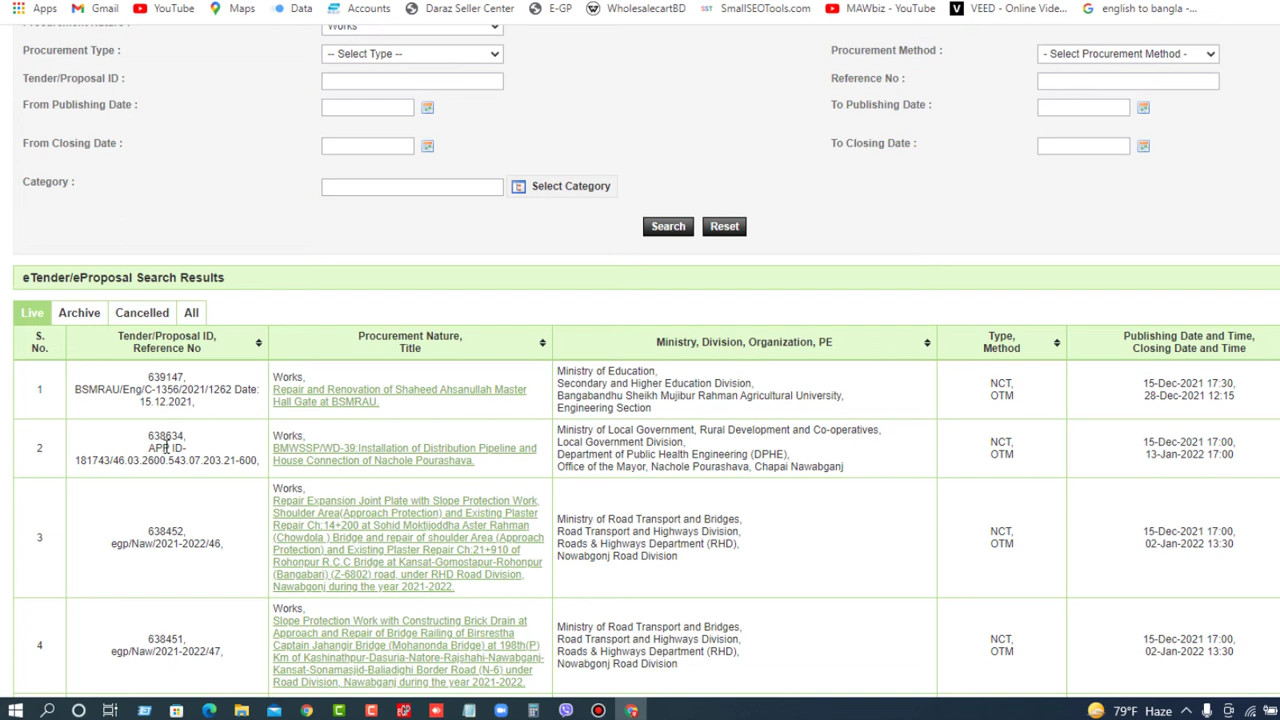 Apps Gmail YouTube Maps Data Accounts Daraz Seller Center E-GP WholesalecartBD SmallSEOTools.com MAWbiz - YouTube VEED - Online Vide... english to bangla -...
Works
Procurement Type : -- Select Type -- Procurement Method : - Select Procurement Method -
Tender/Proposal ID : Reference No :
From Publishing Date : To Publishing Date :
From Closing Date : To Closing Date :
Category : Select Category
Search Reset
eTender/eProposal Search Results
Live Archive Cancelled All
S. No. Tender/Proposal ID, Reference No Procurement Nature, Title Ministry, Division, Organization, PE Type, Method Publishing Date and Time, Closing Date and Time
1
639147,
BSMRAU/Eng/C-1356/2021/1262 Date:
15.12.2021,
Works,
Repair and Renovation of Shaheed Ahsanullah Master
Hall Gate at BSMRAU.
Ministry of Education,
Secondary and Higher Education Division,
Bangabandhu Sheikh Mujibur Rahman Agricultural University,
Engineering Section
NCT,
OTM
15-Dec-2021 17:30,
28-Dec-2021 12:15
2
638634,
APP ID-
181743/46.03.2600.543.07.203.21-600,
Works,
BMWSSP/WD-39:Installation of Distribution Pipeline and
House Connection of Nachole Pourashava.
Ministry of Local Government, Rural Development and Co-operatives,
Local Government Division,
Department of Public Health Engineering (DPHE),
Office of the Mayor, Nachole Pourashava, Chapai Nawabganj
NCT,
OTM
15-Dec-2021 17:00,
13-Jan-2022 17:00
3
638452,
egp/Naw/2021-2022/46,
Works,
Repair Expansion Joint Plate with Slope Protection Work,
Shoulder Area(Approach Protection) and Existing Plaster
Repair Ch:14+200 at Sohid Moktijoddha Aster Rahman
(Chowdola ) Bridge and repair of shoulder Area (Approach
Protection) and Existing Plaster Repair Ch:21+910 of
Rohonpur R.C.C Bridge at Kansat-Gomostapur-Rohonpur
(Bangabari) (Z-6802) road, under RHD Road Division,
Nawabgonj during the year 2021-2022.
Ministry of Road Transport and Bridges,
Road Transport and Highways Division,
Roads & Highways Department (RHD),
Nowabgonj Road Division
NCT,
OTM
15-Dec-2021 17:00,
02-Jan-2022 13:30
4
638451,
egp/Naw/2021-2022/47,
Works,
Slope Protection Work with Constructing Brick Drain at
Approach and Repair of Bridge Railing of Birsrestha
Captain Jahangir Bridge (Mohanonda Bridge) at 198th(P)
Km of Kashinathpur-Dasuria-Natore-Rajshahi-Nawabganj-
Kansat-Sonamasjid-Baliadighi Border Road (N-6) under
Road Division, Nawabganj during the year 2021-2022.
Ministry of Road Transport and Bridges,
Road Transport and Highways Division,
Roads & Highways Department (RHD),
Nowabgonj Road Division
NCT,
OTM
15-Dec-2021 17:00,
02-Jan-2022 13:30
79°F Haze